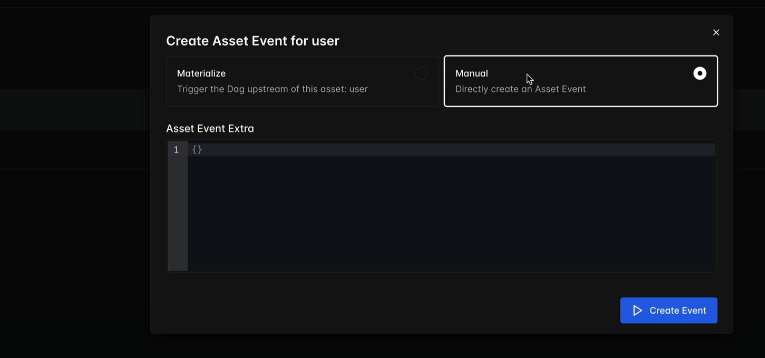 Create Asset Event for user
×
Materialize
Trigger the Dag upstream of this asset: user
Manual
Directly create an Asset Event
Asset Event Extra
1 {}
Create Event